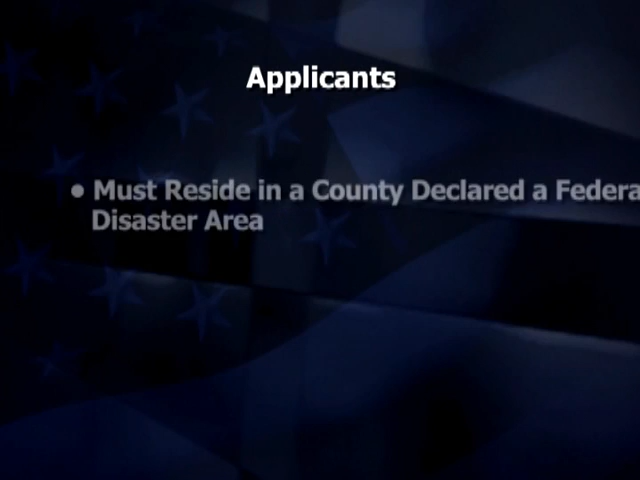 Applicants
• Must Reside in a County Declared a Federa
Disaster Area